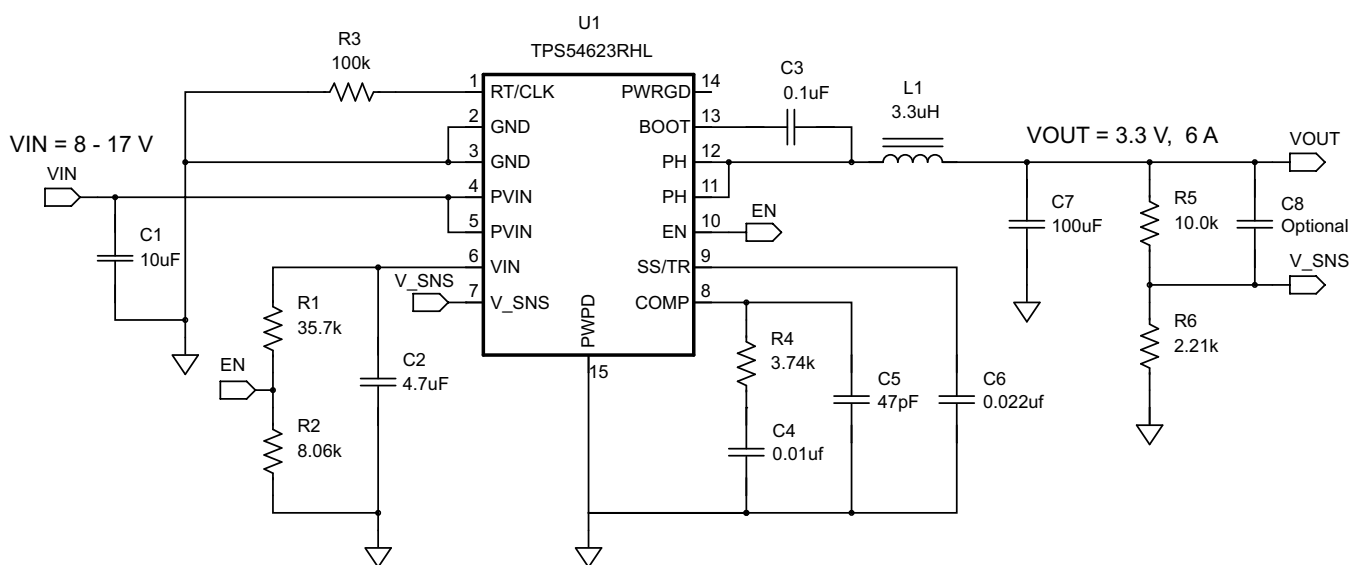 U1
TPS54623RHL
R3
100k
1
RT/CLK
2
GND
3
GND
4
PVIN
5
PVIN
6
VIN
7
V_SNS
PWPD
15
14
PWRGD
13
BOOT
12
PH
11
PH
10
EN
9
SS/TR
8
COMP
VIN = 8 - 17 V
VIN
C1
10uF
V_SNS
R1
35.7k
EN
R2
8.06k
C2
4.7uF
C3
0.1uF
L1
3.3uH
VOUT = 3.3 V, 6 A
VOUT
EN
C7
100uF
R5
10.0k
C8
Optional
V_SNS
R6
2.21k
R4
3.74k
C4
0.01uf
C5
47pF
C6
0.022uf